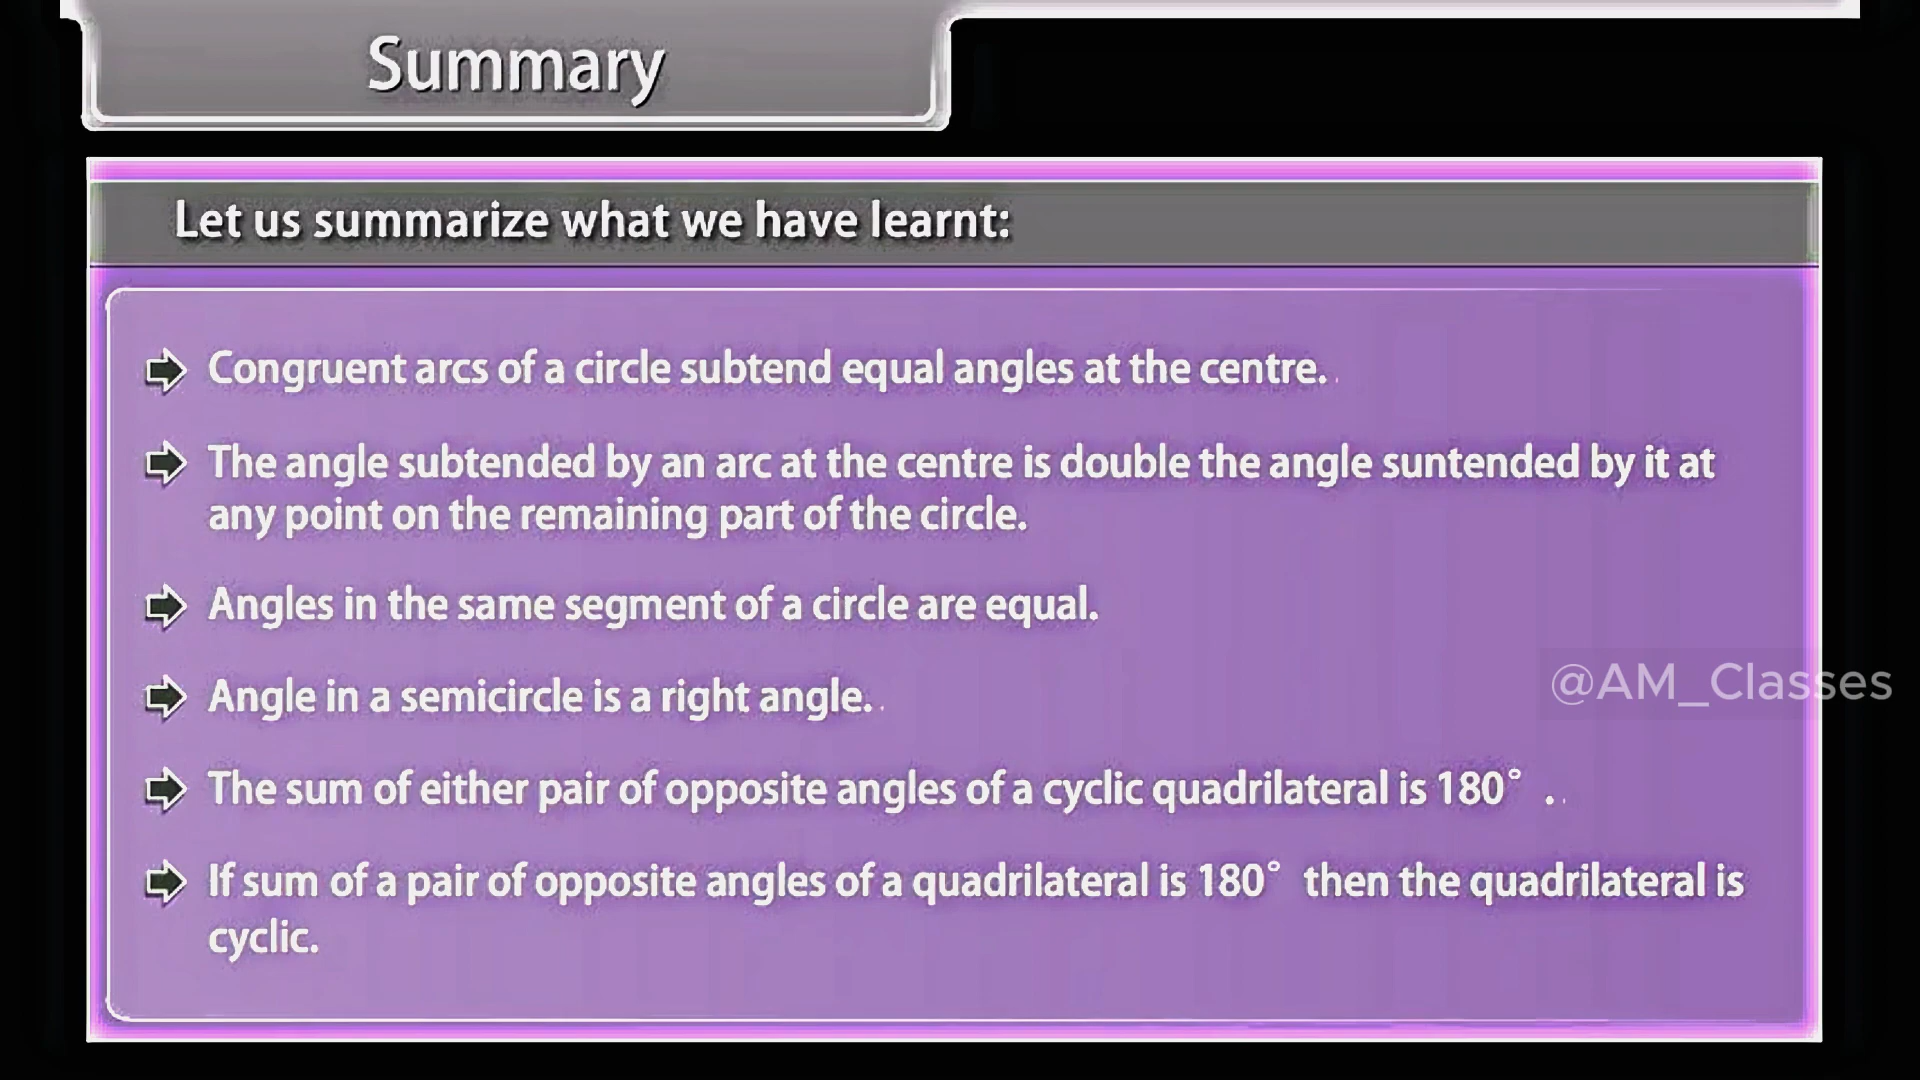 Summary
Let us summarize what we have learnt:
Congruent arcs of a circle subtend equal angles at the centre.
The angle subtended by an arc at the centre is double the angle suntended by it at
any point on the remaining part of the circle.
Angles in the same segment of a circle are equal.
@AM_Classes
Angle in a semicircle is a right angle.
The sum of either pair of opposite angles of a cyclic quadrilateral is 180° .
If sum of a pair of opposite angles of a quadrilateral is 180° then the quadrilateral is
cyclic.